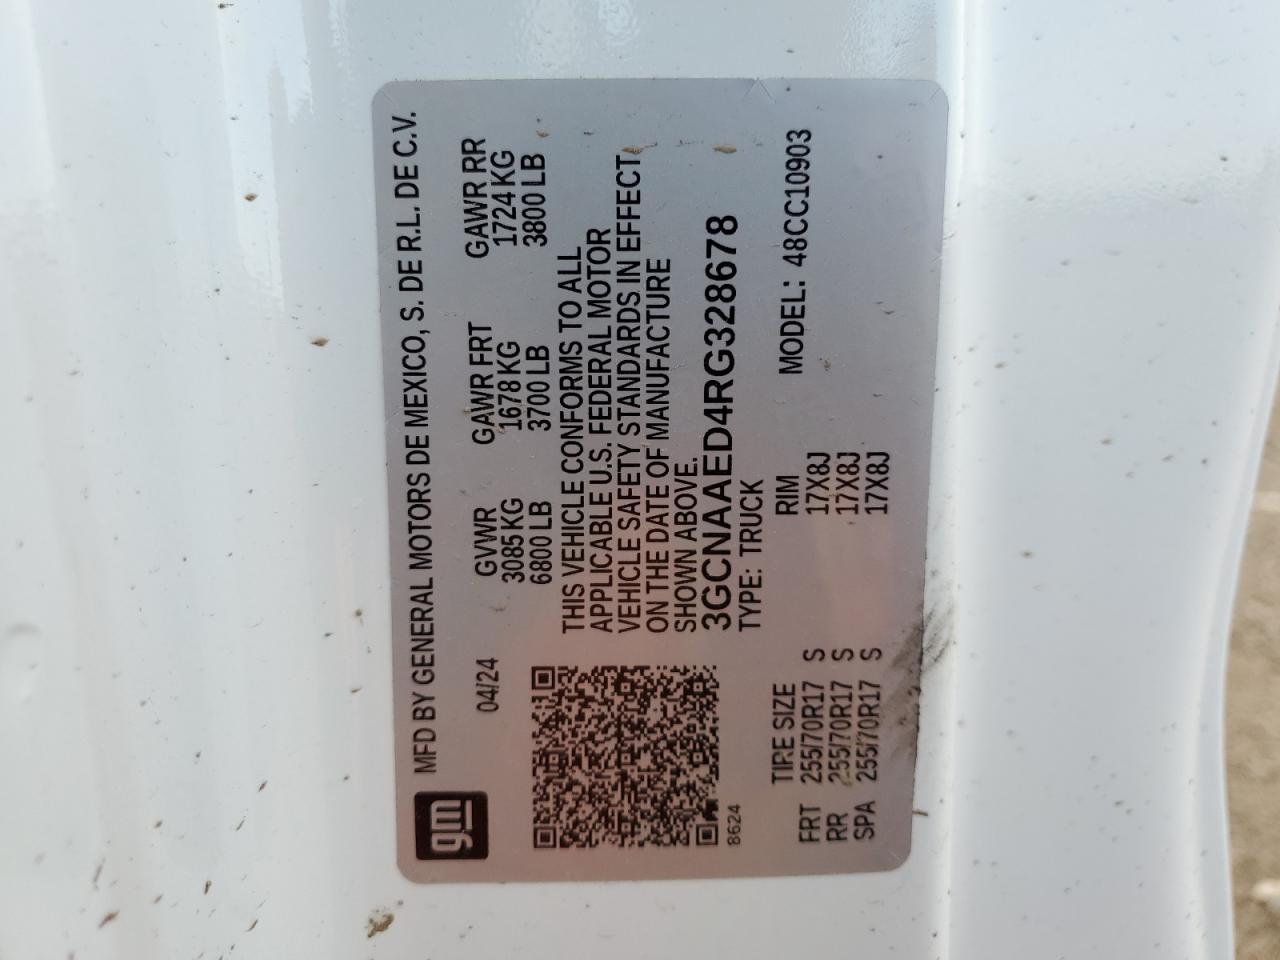 gm
MFD BY GENERAL MOTORS DE MEXICO, S. DE R.L. DE C.V.
04/24 GVWR GAWR FRT GAWR RR
3085 KG 1678 KG 1724 KG
6800 LB 3700 LB 3800 LB
THIS VEHICLE CONFORMS TO ALL
APPLICABLE U.S. FEDERAL MOTOR
VEHICLE SAFETY STANDARDS IN EFFECT
ON THE DATE OF MANUFACTURE
SHOWN ABOVE.
3GCNAAED4RG328678
8624 TYPE: TRUCK
TIRE SIZE RIM MODEL: 48CC10903
FRT 255/70R17 S 17X8J
RR 255/70R17 S 17X8J
SPA 255/70R17 S 17X8J